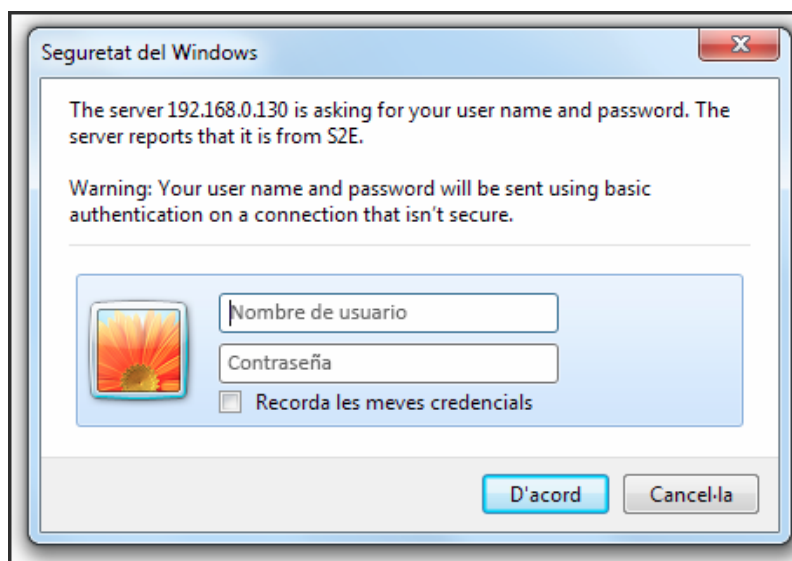 Seguretat del Windows
The server 192.168.0.130 is asking for your user name and password. The
server reports that it is from S2E.
Warning: Your user name and password will be sent using basic
authentication on a connection that isn't secure.
Nombre de usuario
Contraseña
Recorda les meves credencials
D'acord
Cancel·la